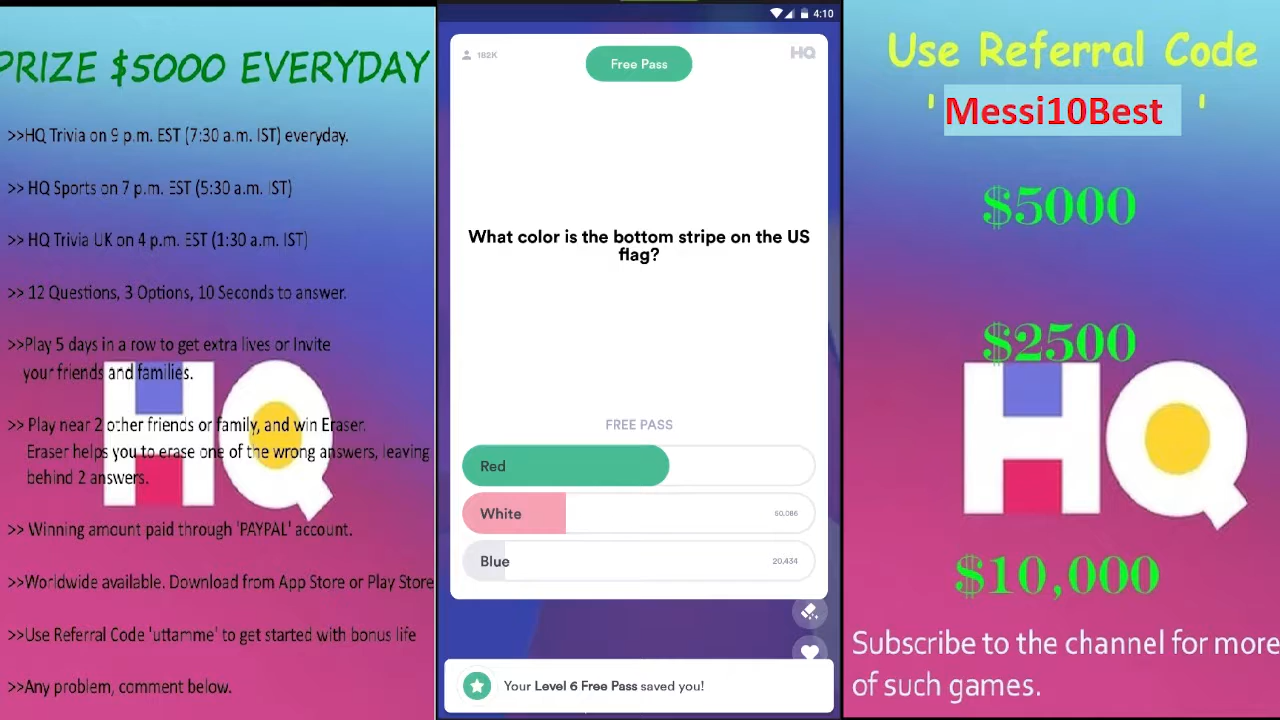 PRIZE $5000 EVERYDAY
>>HQ Trivia on 9 p.m. EST (7:30 a.m. IST) everyday.
>> HQ Sports on 7 p.m. EST (5:30 a.m. IST)
>> HQ Trivia UK on 4 p.m. EST (1:30 a.m. IST)
>> 12 Questions, 3 Options, 10 Seconds to answer.
>>Play 5 days in a row to get extra lives or Invite
your friends and families.
>> Play near 2 other friends or family, and win Eraser.
Eraser helps you to erase one of the wrong answers, leaving
behind 2 answers.
>> Winning amount paid through 'PAYPAL' account.
>>Worldwide available. Download from App Store or Play Store
>>Use Referral Code 'uttamme' to get started with bonus life
>>Any problem, comment below.
HQ
4:10
182K
Free Pass
HQ
What color is the bottom stripe on the US
flag?
FREE PASS
Red
White 50,086
Blue 20,434
Your Level 6 Free Pass saved you!
Use Referral Code
' Messi10Best '
$5000
$2500
HQ
$10,000
Subscribe to the channel for more
of such games.